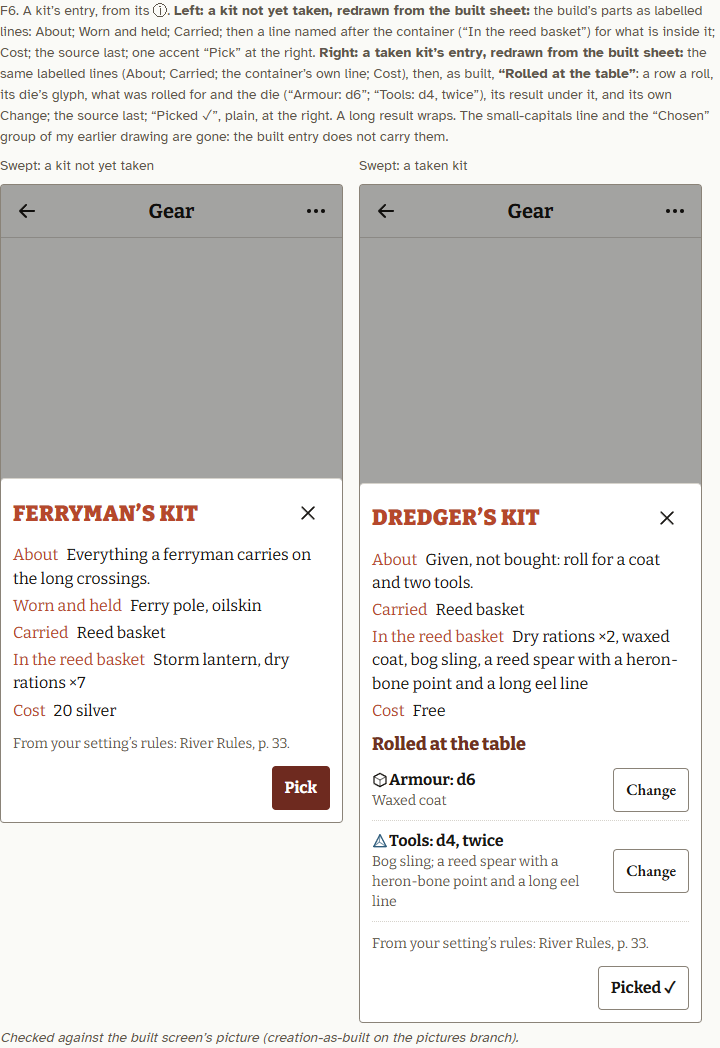 F6. A kit’s entry, from its ⓘ. Left: a kit not yet taken, redrawn from the built sheet: the build’s parts as labelled
lines: About; Worn and held; Carried; then a line named after the container (“In the reed basket”) for what is inside it;
Cost; the source last; one accent “Pick” at the right. Right: a taken kit’s entry, redrawn from the built sheet: the
same labelled lines (About; Carried; the container’s own line; Cost), then, as built, “Rolled at the table”: a row a roll,
its die’s glyph, what was rolled for and the die (“Armour: d6”; “Tools: d4, twice”), its result under it, and its own
Change; the source last; “Picked ✓”, plain, at the right. A long result wraps. The small-capitals line and the “Chosen”
group of my earlier drawing are gone: the built entry does not carry them.
Swept: a kit not yet taken
Gear
FERRYMAN’S KIT
About Everything a ferryman carries on
the long crossings.
Worn and held Ferry pole, oilskin
Carried Reed basket
In the reed basket Storm lantern, dry
rations ×7
Cost 20 silver
From your setting’s rules: River Rules, p. 33.
Pick
Swept: a taken kit
Gear
DREDGER’S KIT
About Given, not bought: roll for a coat
and two tools.
Carried Reed basket
In the reed basket Dry rations ×2, waxed
coat, bog sling, a reed spear with a heron-
bone point and a long eel line
Cost Free
Rolled at the table
Armour: d6
Waxed coat
Change
Tools: d4, twice
Bog sling; a reed spear with a
heron-bone point and a long eel
line
Change
From your setting’s rules: River Rules, p. 33.
Picked ✓
Checked against the built screen’s picture (creation-as-built on the pictures branch).